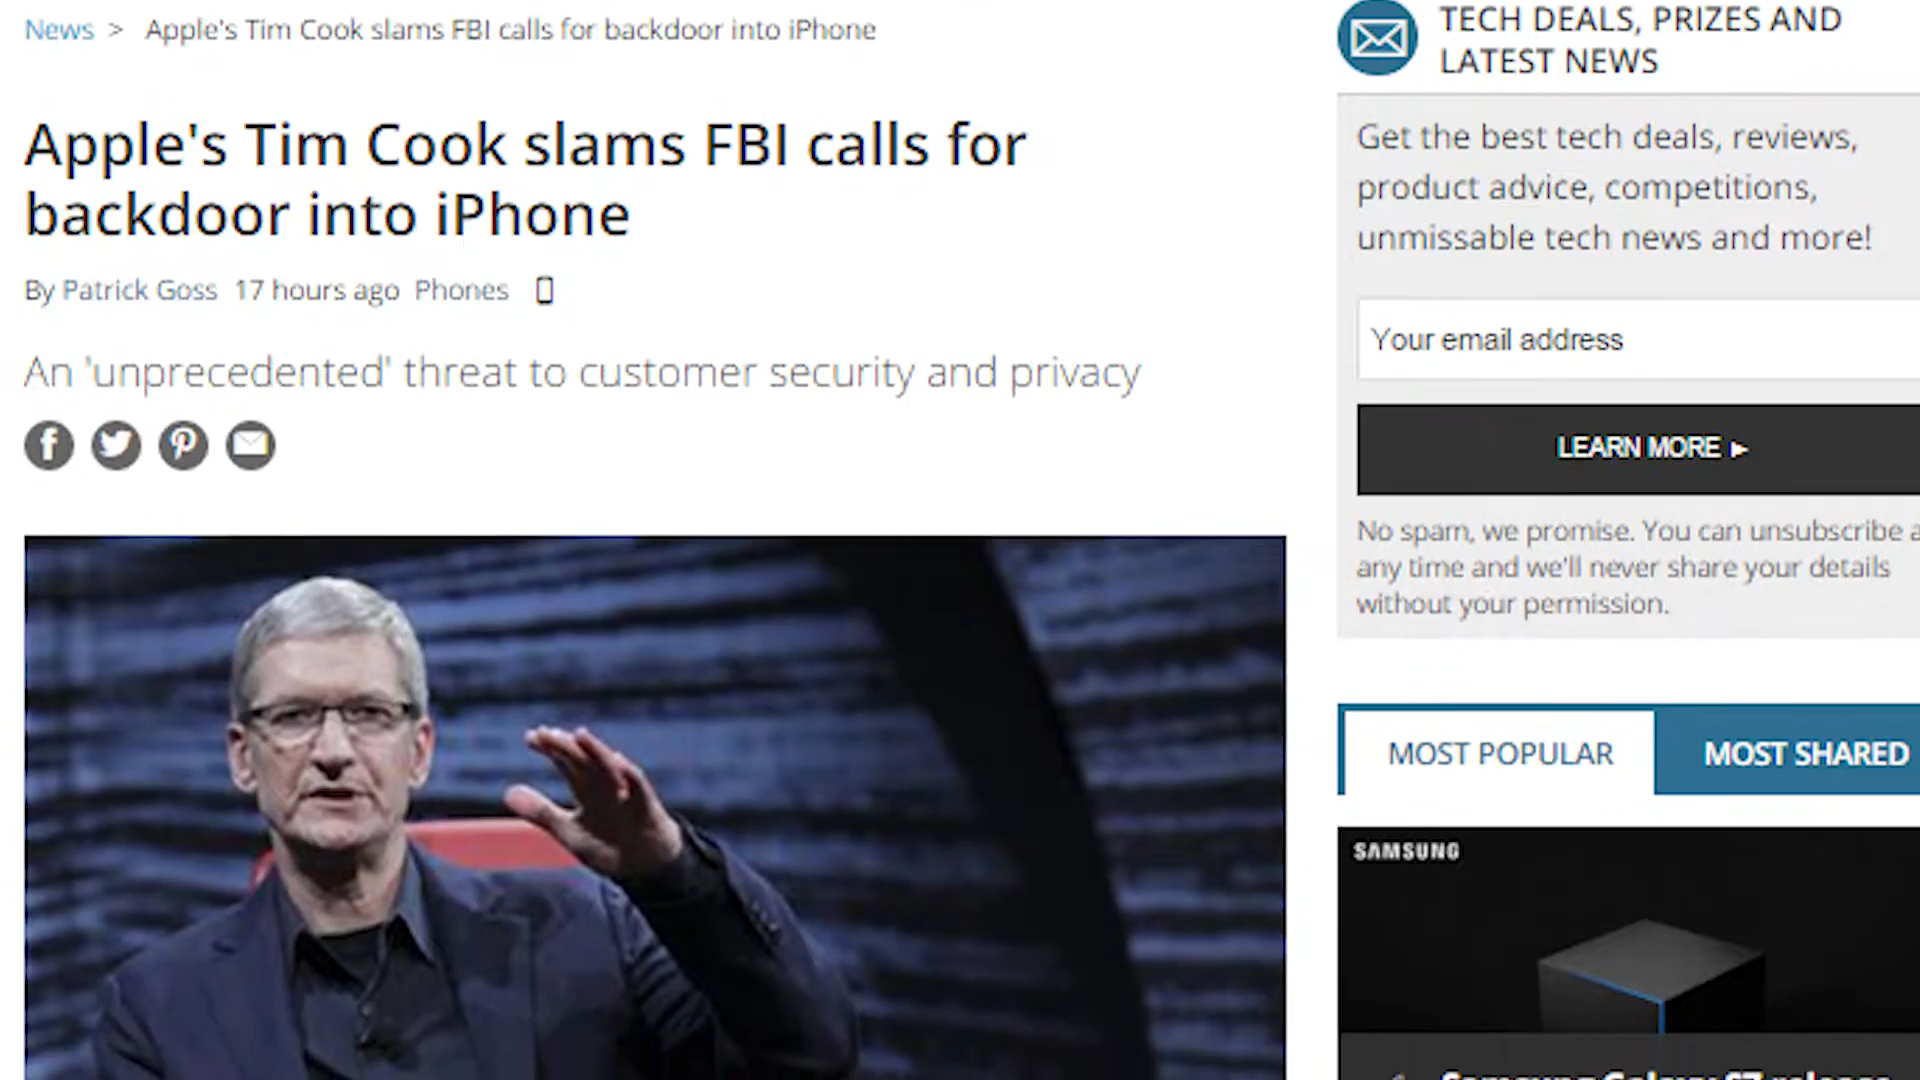 News > Apple's Tim Cook slams FBI calls for backdoor into iPhone
Apple's Tim Cook slams FBI calls for
backdoor into iPhone
By Patrick Goss 17 hours ago Phones
An 'unprecedented' threat to customer security and privacy
TECH DEALS, PRIZES AND
LATEST NEWS
Get the best tech deals, reviews,
product advice, competitions,
unmissable tech news and more!
Your email address
LEARN MORE ▸
No spam, we promise. You can unsubscribe a
any time and we'll never share your details
without your permission.
MOST POPULAR
MOST SHARED
SAMSUNG
Samsung Galaxy S7 release